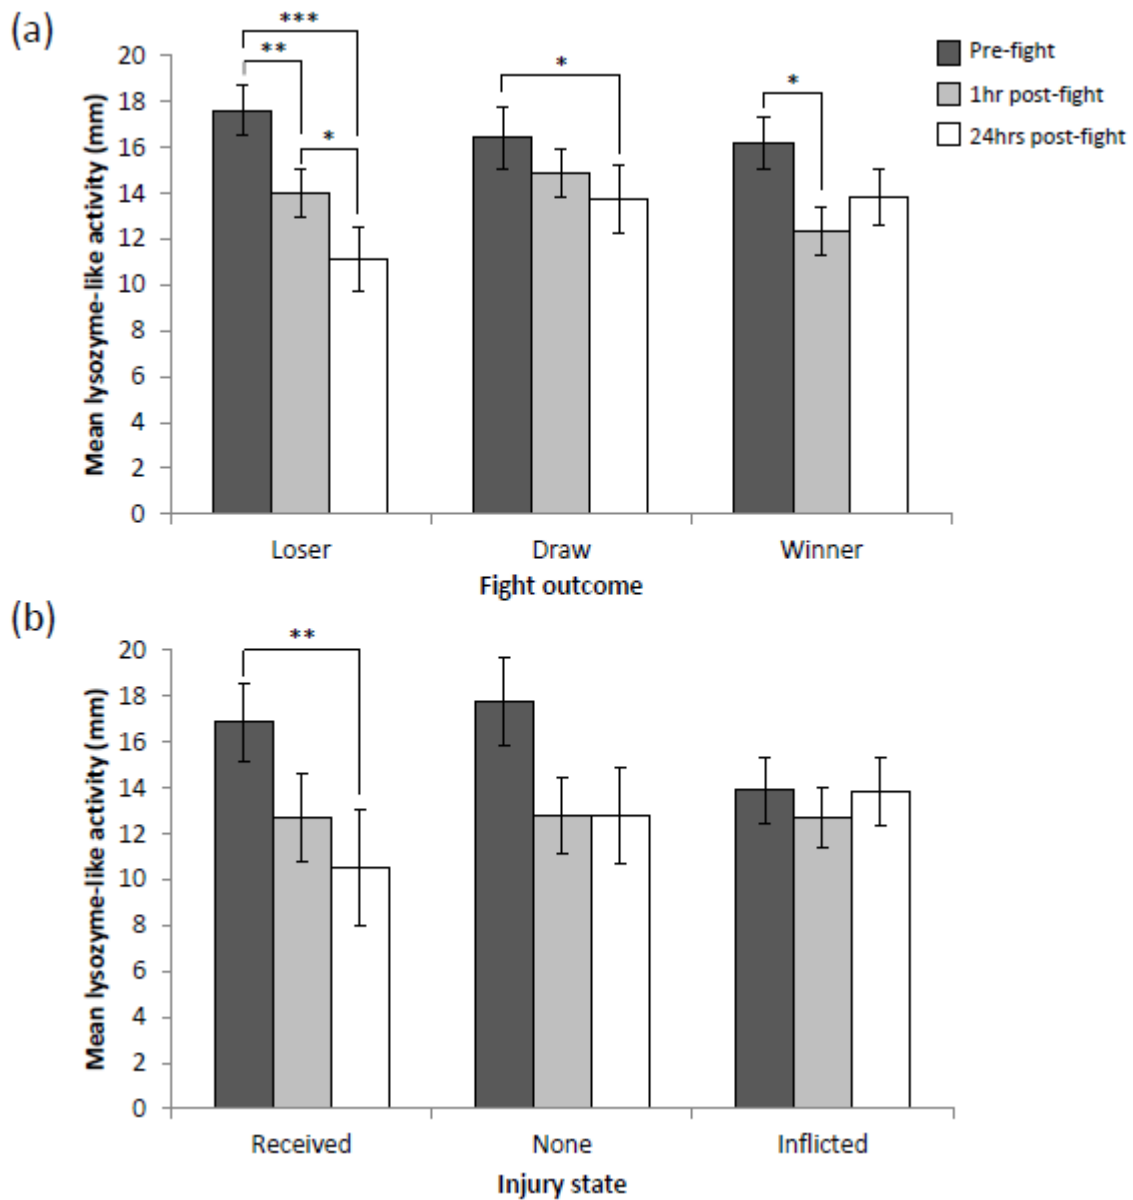 (a)
***
**
*
*
*
Pre-fight
1hr post-fight
24hrs post-fight
Mean lysozyme-like activity (mm)
20
18
16
14
12
10
8
6
4
2
0
Loser Draw Winner
Fight outcome
(b)
**
Mean lysozyme-like activity (mm)
20
18
16
14
12
10
8
6
4
2
0
Received None Inflicted
Injury state